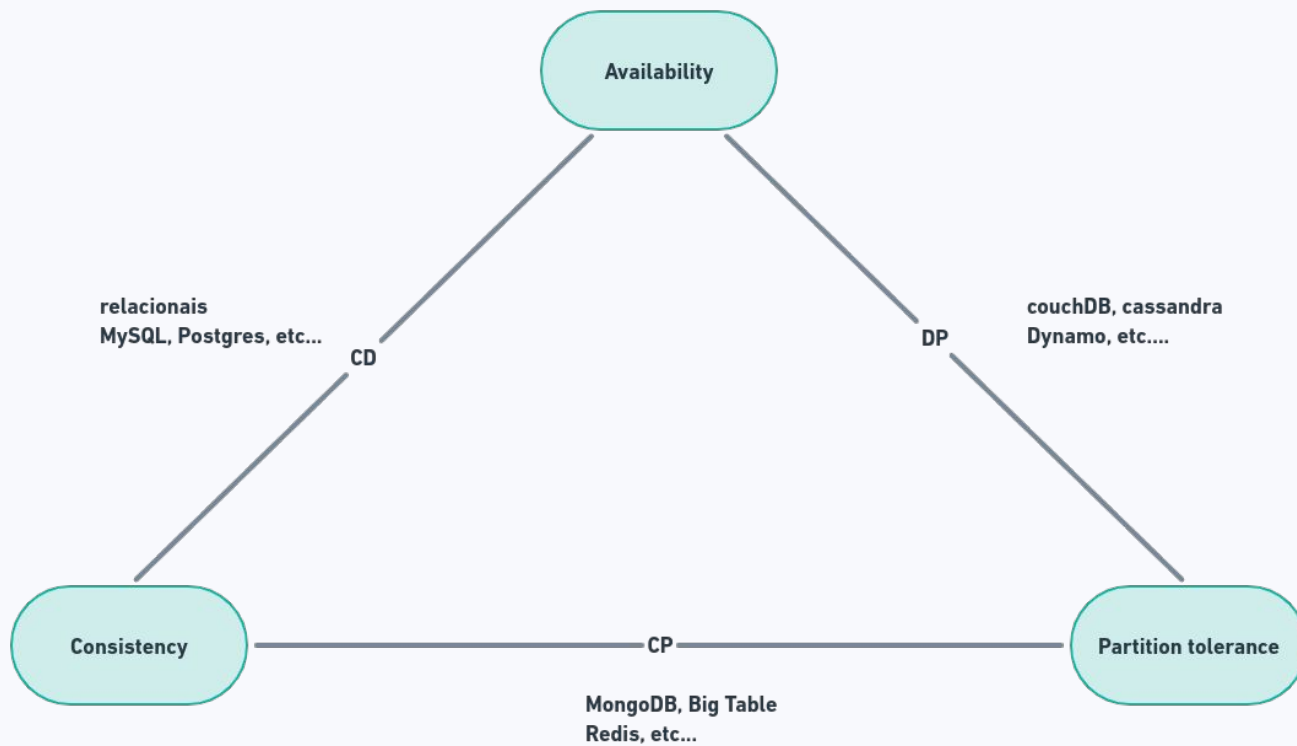 Availability
relacionais
MySQL, Postgres, etc...
CD
couchDB, cassandra
Dynamo, etc....
DP
Consistency
CP
Partition tolerance
MongoDB, Big Table
Redis, etc...